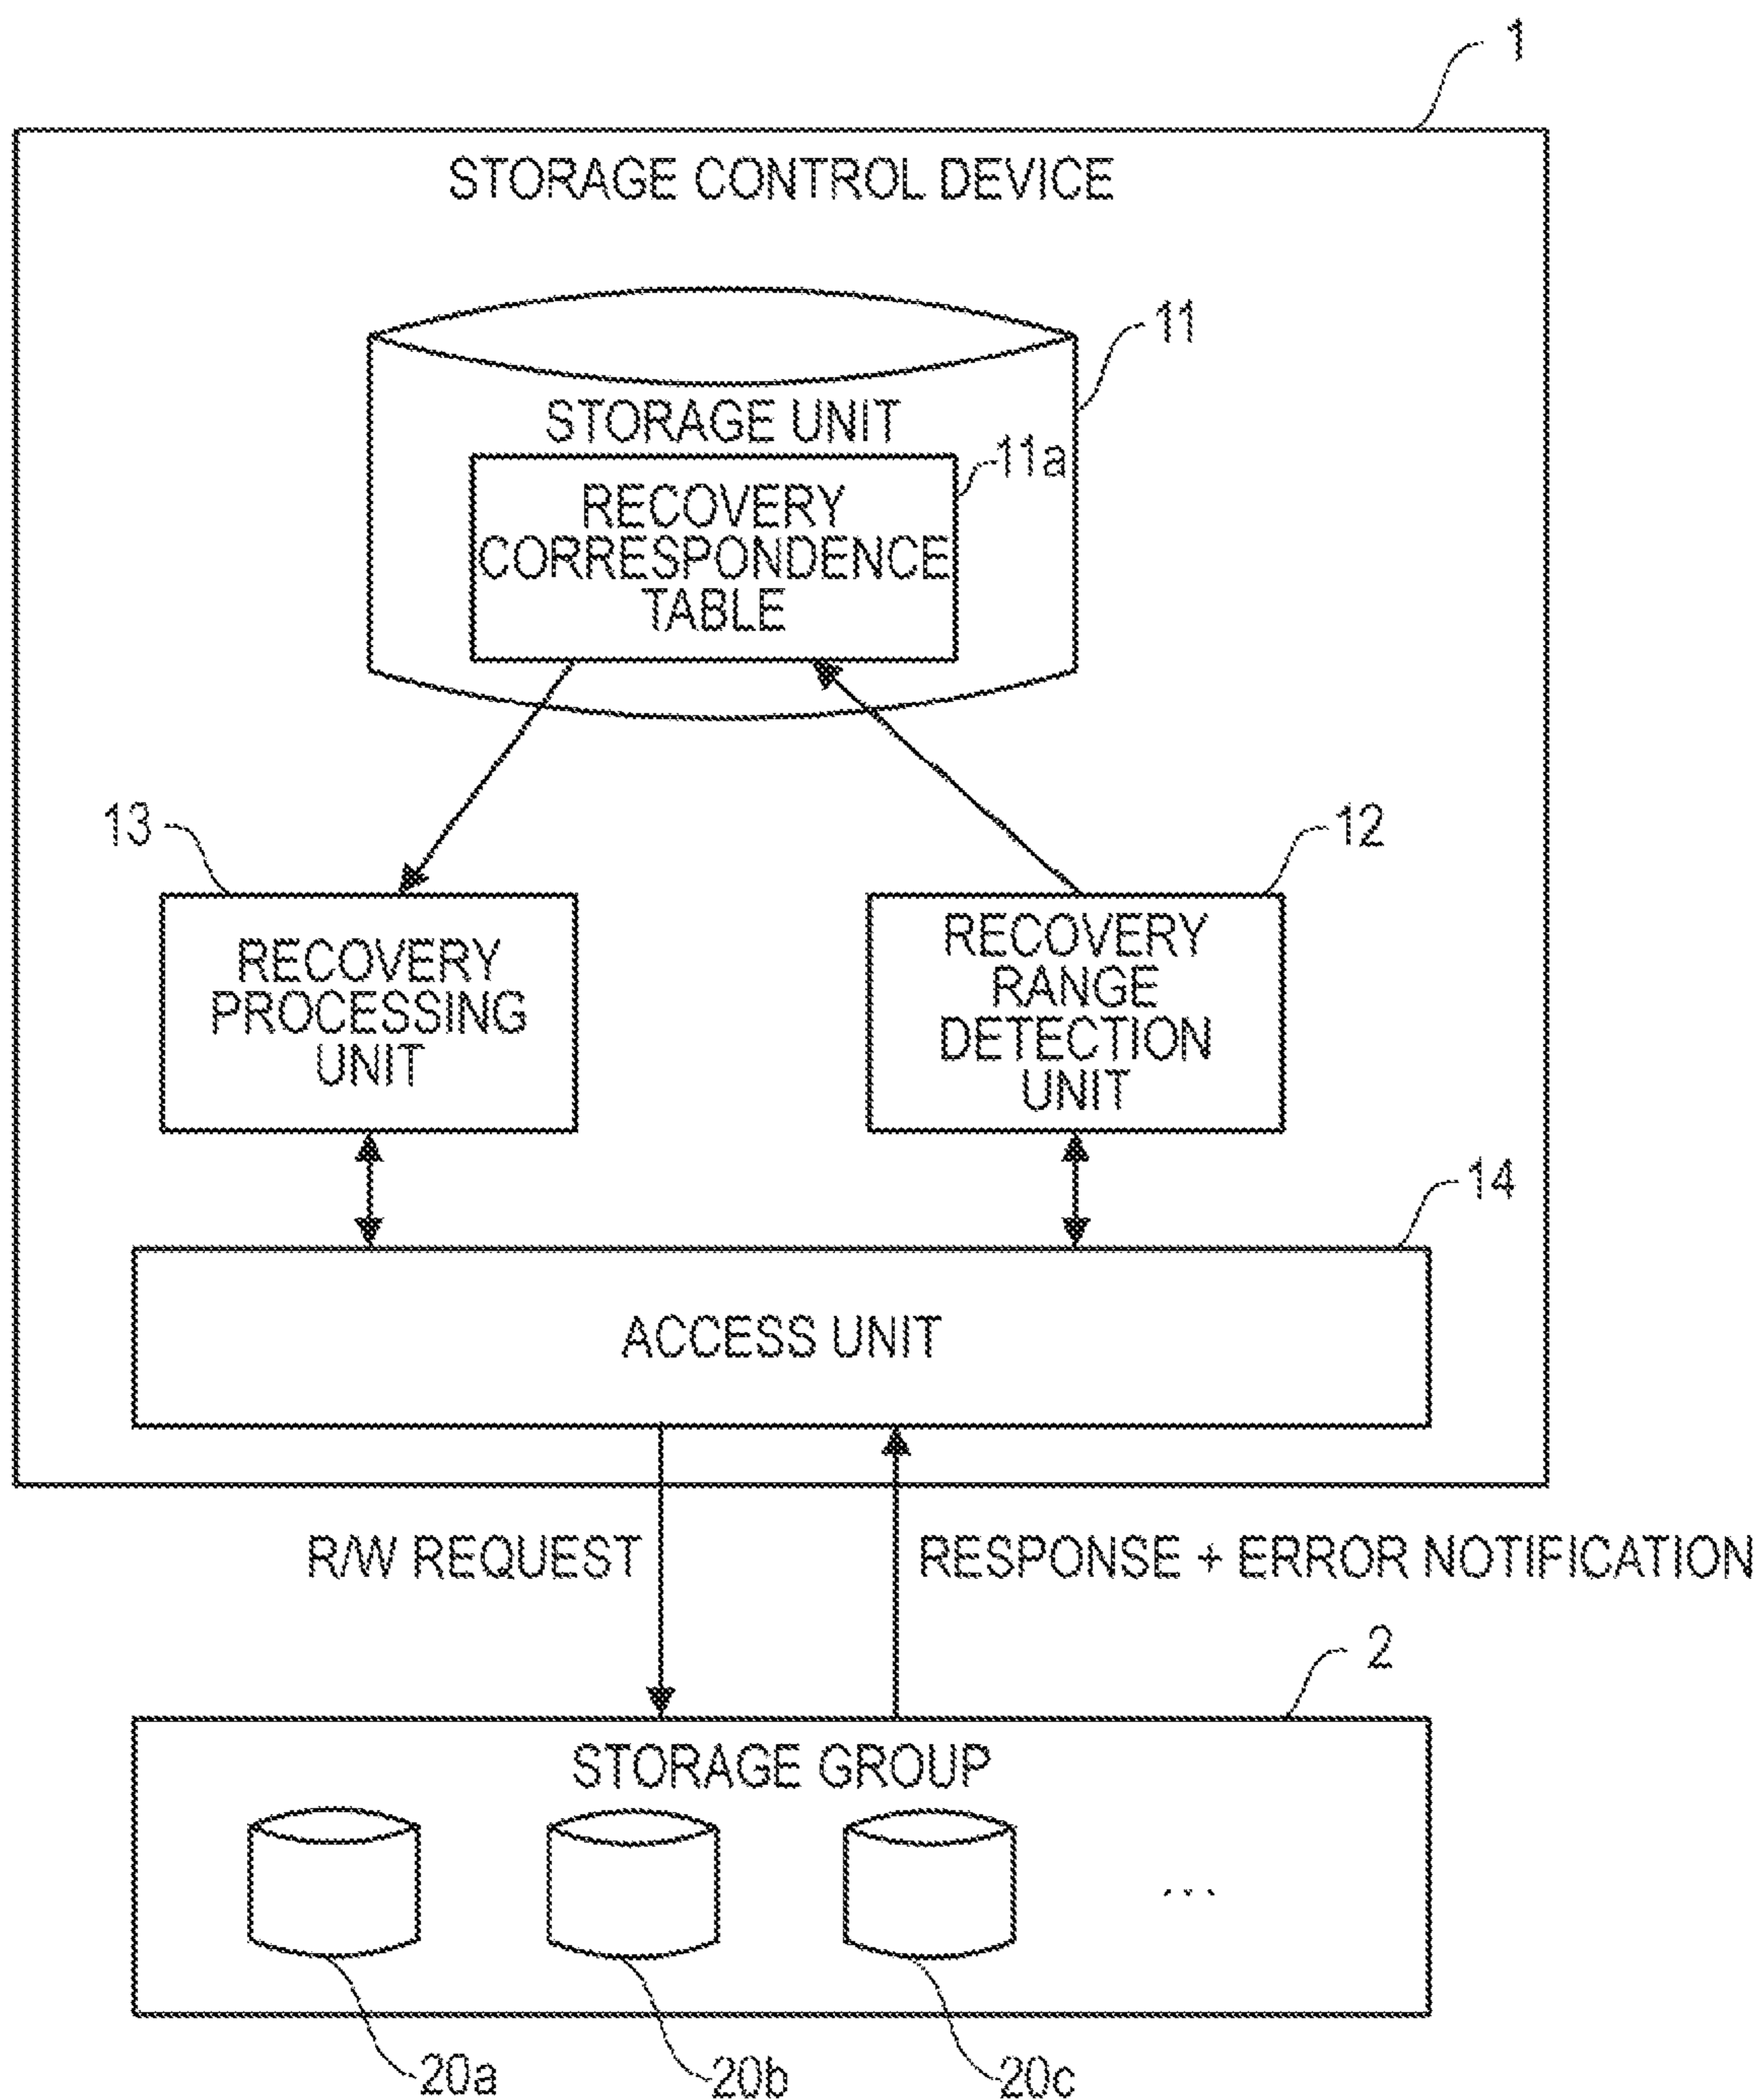 1
STORAGE CONTROL DEVICE
11
STORAGE UNIT
11a
RECOVERY
CORRESPONDENCE
TABLE
13
12
RECOVERY
PROCESSING
UNIT
RECOVERY
RANGE
DETECTION
UNIT
14
ACCESS UNIT
R/W REQUEST
RESPONSE + ERROR NOTIFICATION
2
STORAGE GROUP
...
20a
20b
20c